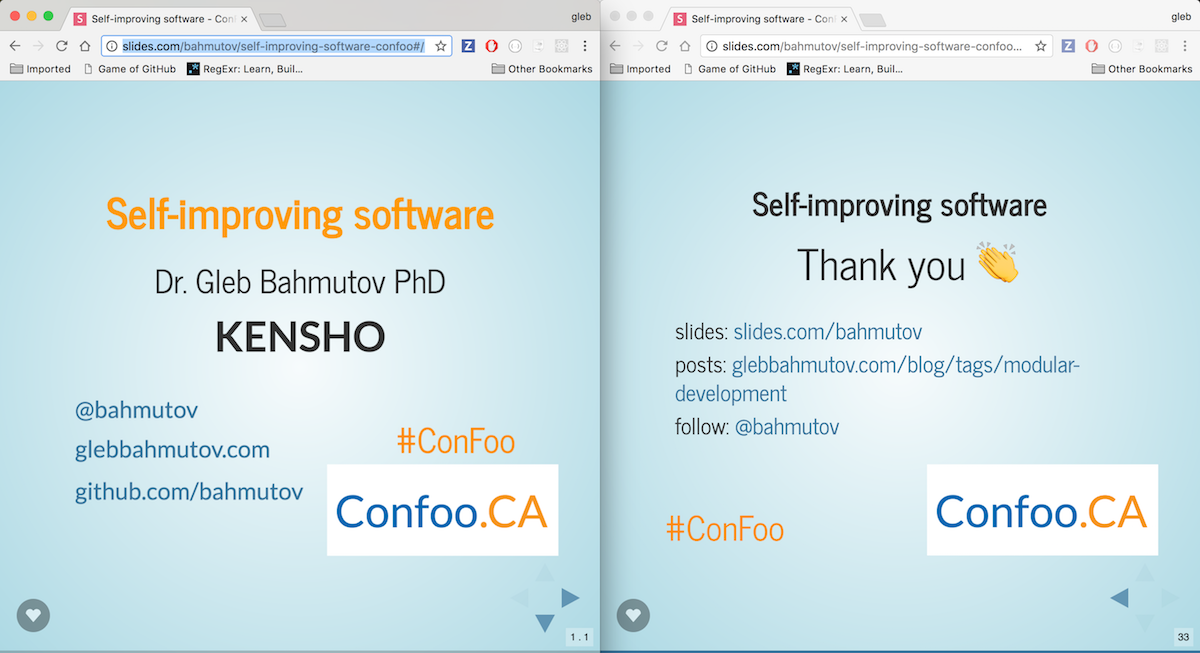 Self-improving software - Conf
gleb
slides.com/bahmutov/self-improving-software-confoo#/
Imported
Game of GitHub
RegExr: Learn, Buil...
Other Bookmarks
Self-improving software
Dr. Gleb Bahmutov PhD
KENSHO
@bahmutov
glebbahmutov.com
github.com/bahmutov
#ConFoo
Confoo.CA
1 . 1
Self-improving software - Conf
gleb
slides.com/bahmutov/self-improving-software-confoo...
Imported
Game of GitHub
RegExr: Learn, Buil...
Other Bookmarks
Self-improving software
Thank you 👏
slides: slides.com/bahmutov
posts: glebbahmutov.com/blog/tags/modular-
development
follow: @bahmutov
#ConFoo
Confoo.CA
33